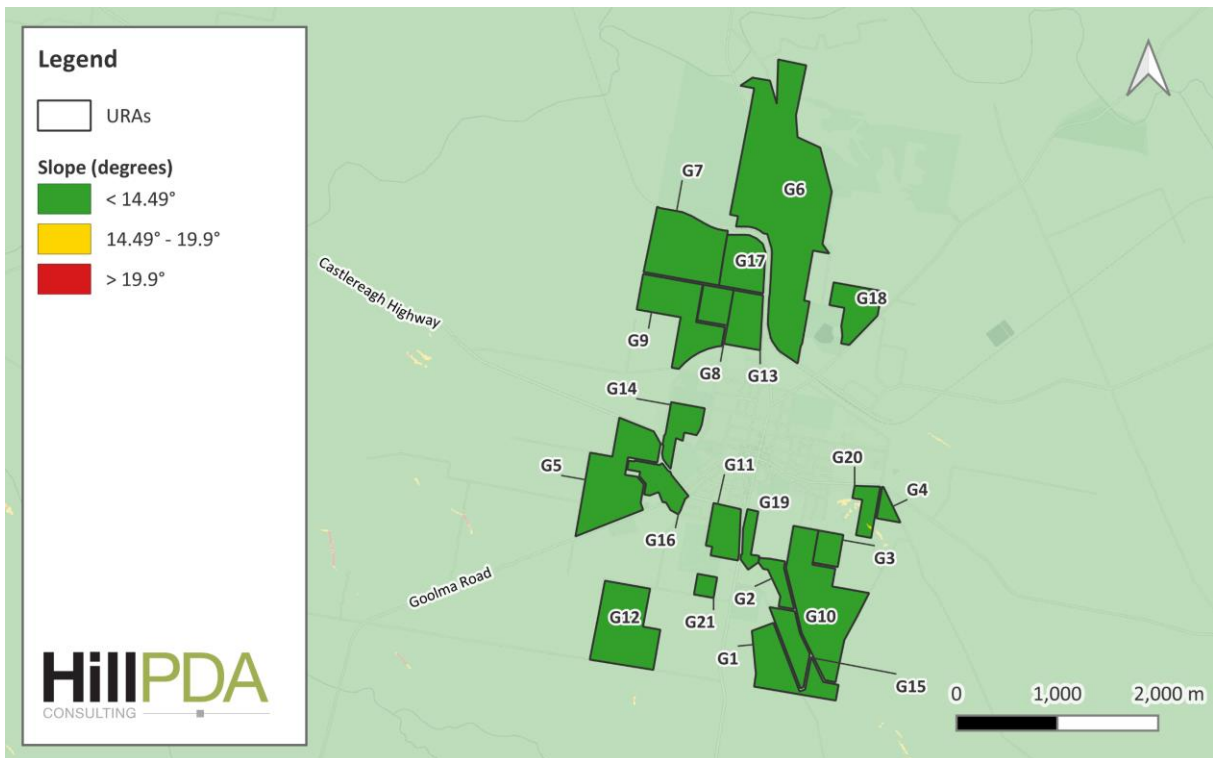 Legend
URAs
Slope (degrees)
< 14.49°
14.49° - 19.9°
> 19.9°
HillPDA
CONSULTING
Castlereagh Highway
Goolma Road
G7
G6
G17
G18
G9
G8
G13
G14
G5
G11
G20
G4
G19
G16
G3
G2
G21
G12
G10
G1
G15
0 1,000 2,000 m